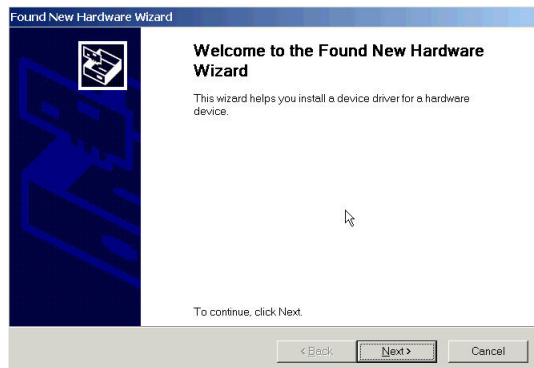 Found New Hardware Wizard
Welcome to the Found New Hardware
Wizard
This wizard helps you install a device driver for a hardware
device.
To continue, click Next.
< Back Next > Cancel